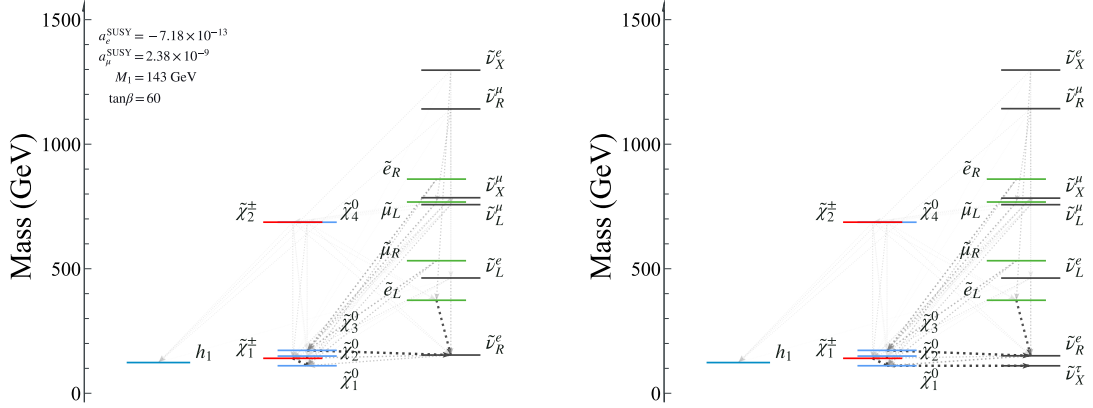 1500
1000
500
0
Mass (GeV)
a_e^SUSY = −7.18 × 10^−13
a_μ^SUSY = 2.38 × 10^−9
M_1 = 143 GeV
tanβ = 60
ν̃_X^e
ν̃_R^μ
ẽ_R
ν̃_X^μ
μ̃_L
ν̃_L^μ
χ̃_2^±
χ̃_4^0
μ̃_R
ν̃_L^e
ẽ_L
χ̃_3^0
h_1
χ̃_1^±
χ̃_2^0
ν̃_R^e
χ̃_1^0
1500
1000
500
0
Mass (GeV)
ν̃_X^e
ν̃_R^μ
ẽ_R
ν̃_X^μ
μ̃_L
ν̃_L^μ
χ̃_2^±
χ̃_4^0
μ̃_R
ν̃_L^e
ẽ_L
χ̃_3^0
h_1
χ̃_1^±
χ̃_2^0
ν̃_R^e
χ̃_1^0
ν̃_X^τ